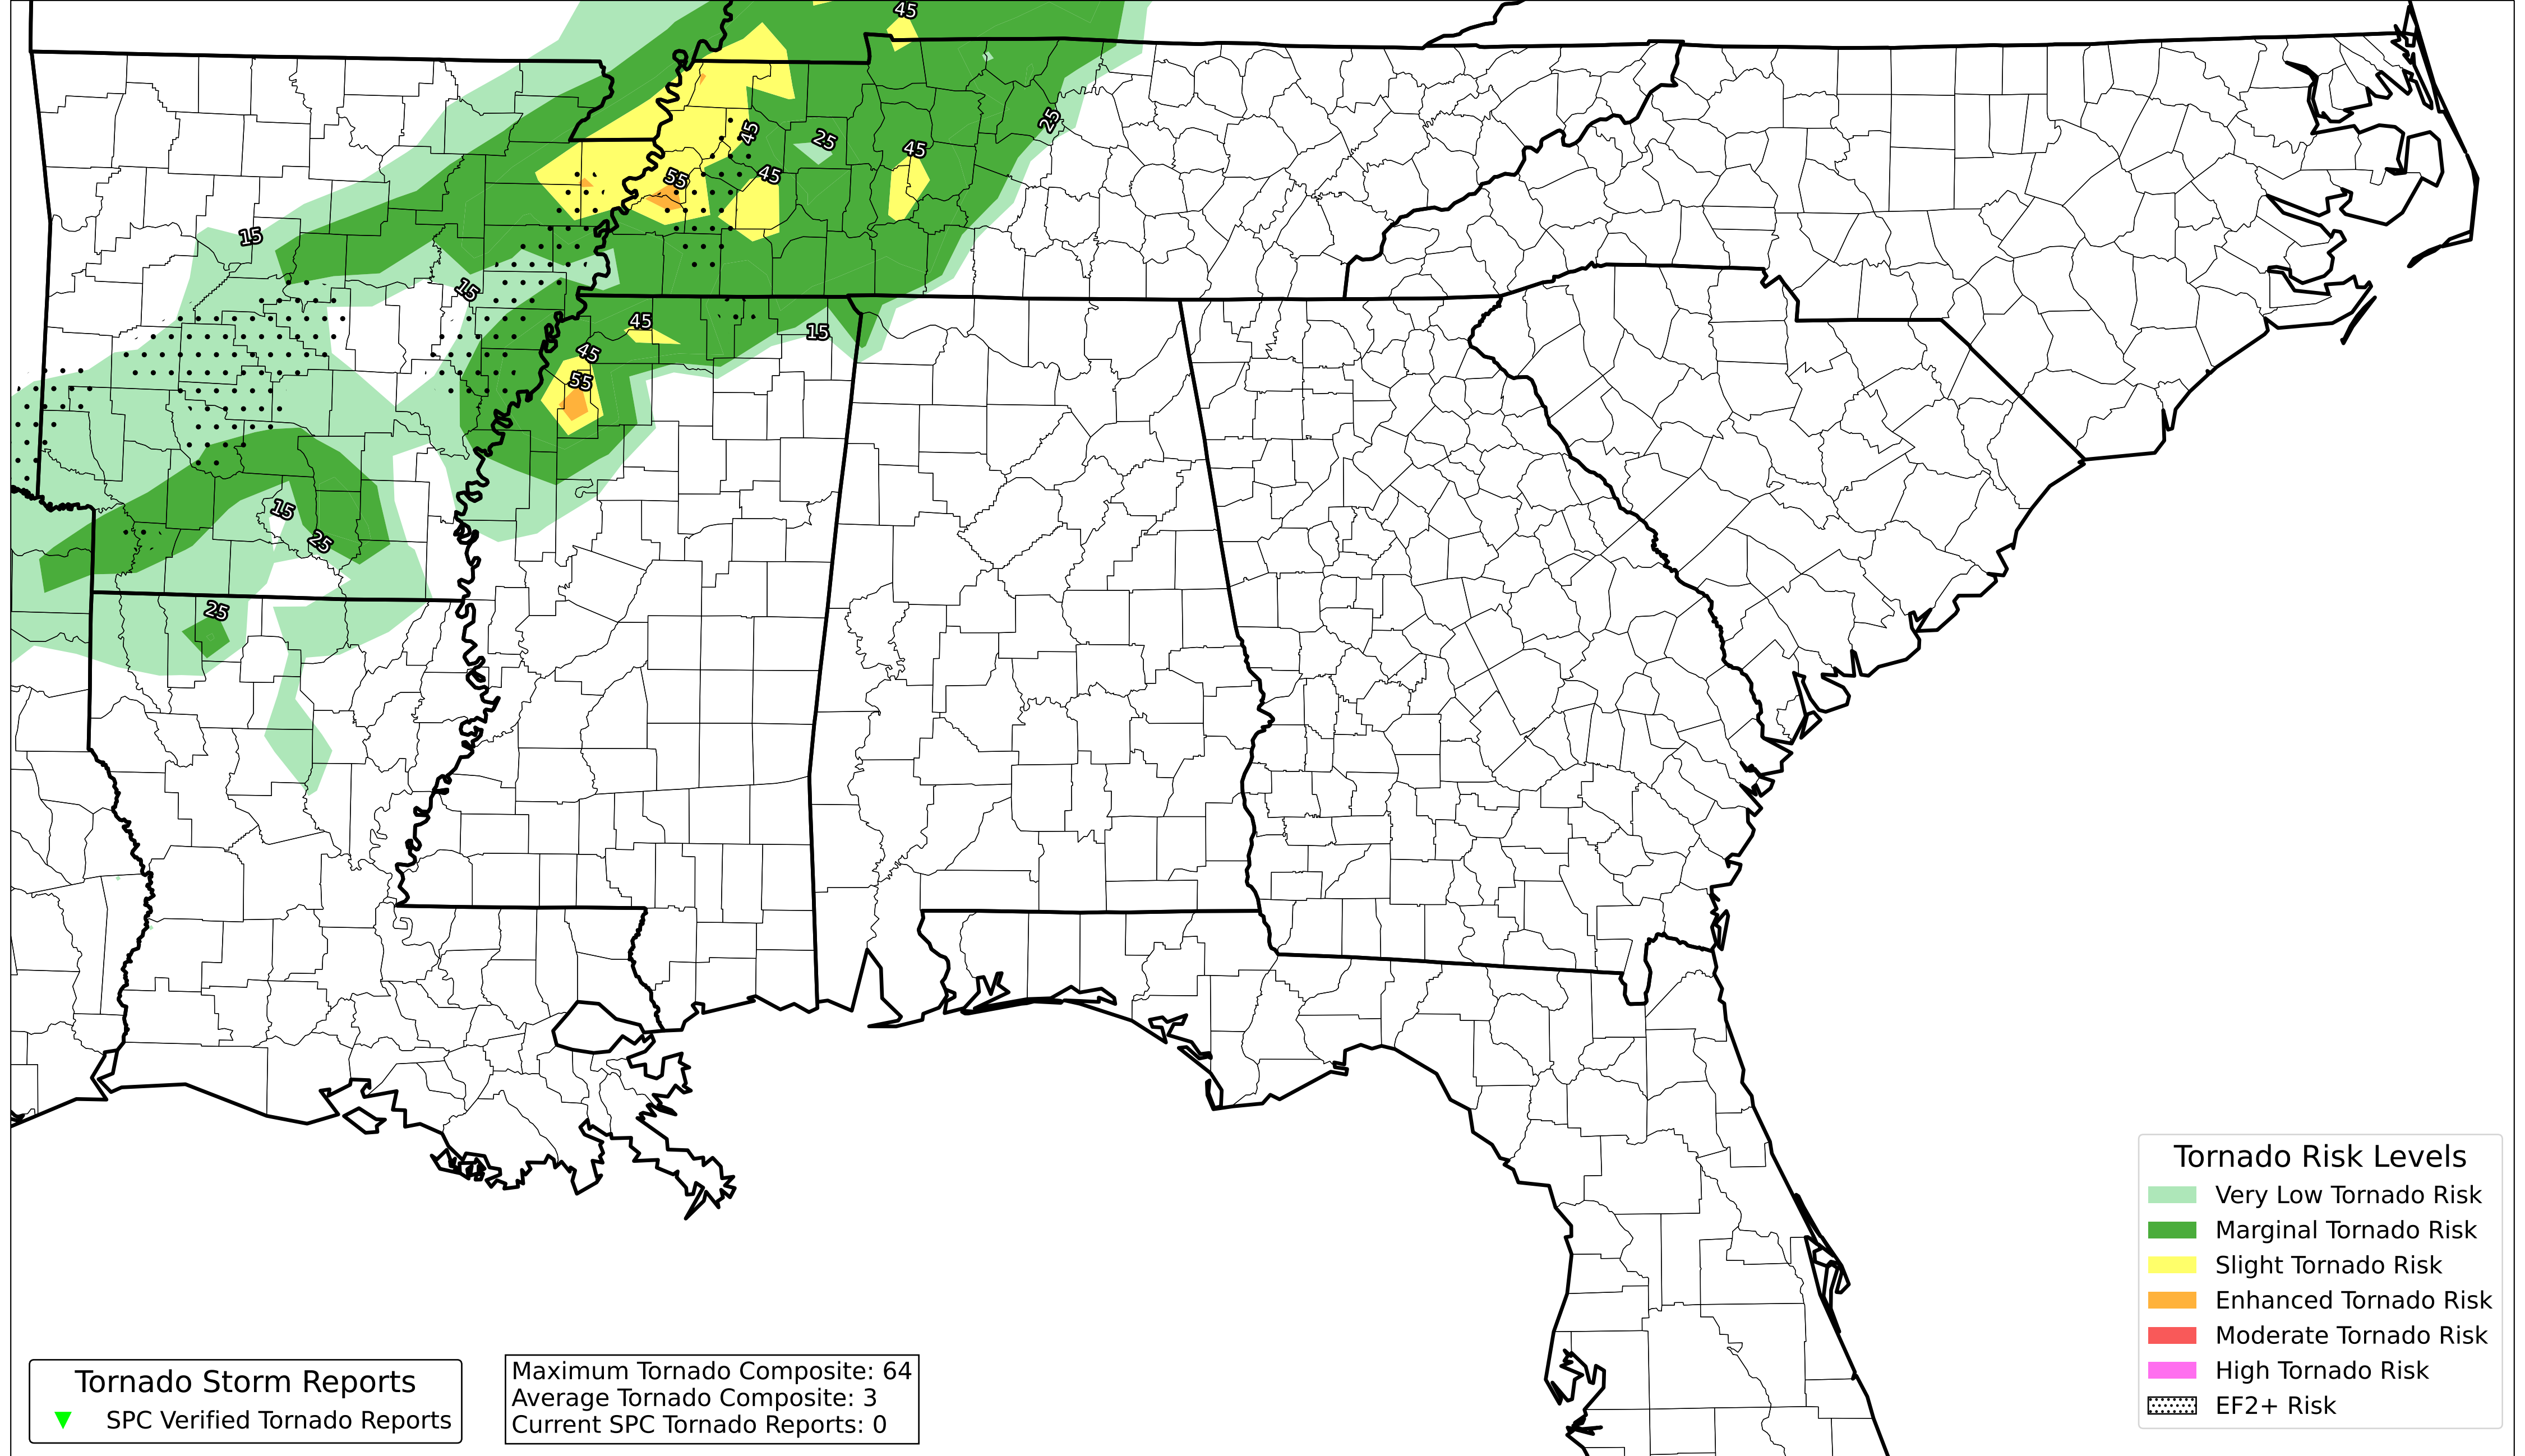 45
25
45
25
45
45
55
15
15
45
15
45
55
15
25
25
Tornado Risk Levels
Very Low Tornado Risk
Marginal Tornado Risk
Slight Tornado Risk
Enhanced Tornado Risk
Moderate Tornado Risk
High Tornado Risk
EF2+ Risk
Tornado Storm Reports
SPC Verified Tornado Reports
Maximum Tornado Composite: 64
Average Tornado Composite: 3
Current SPC Tornado Reports: 0